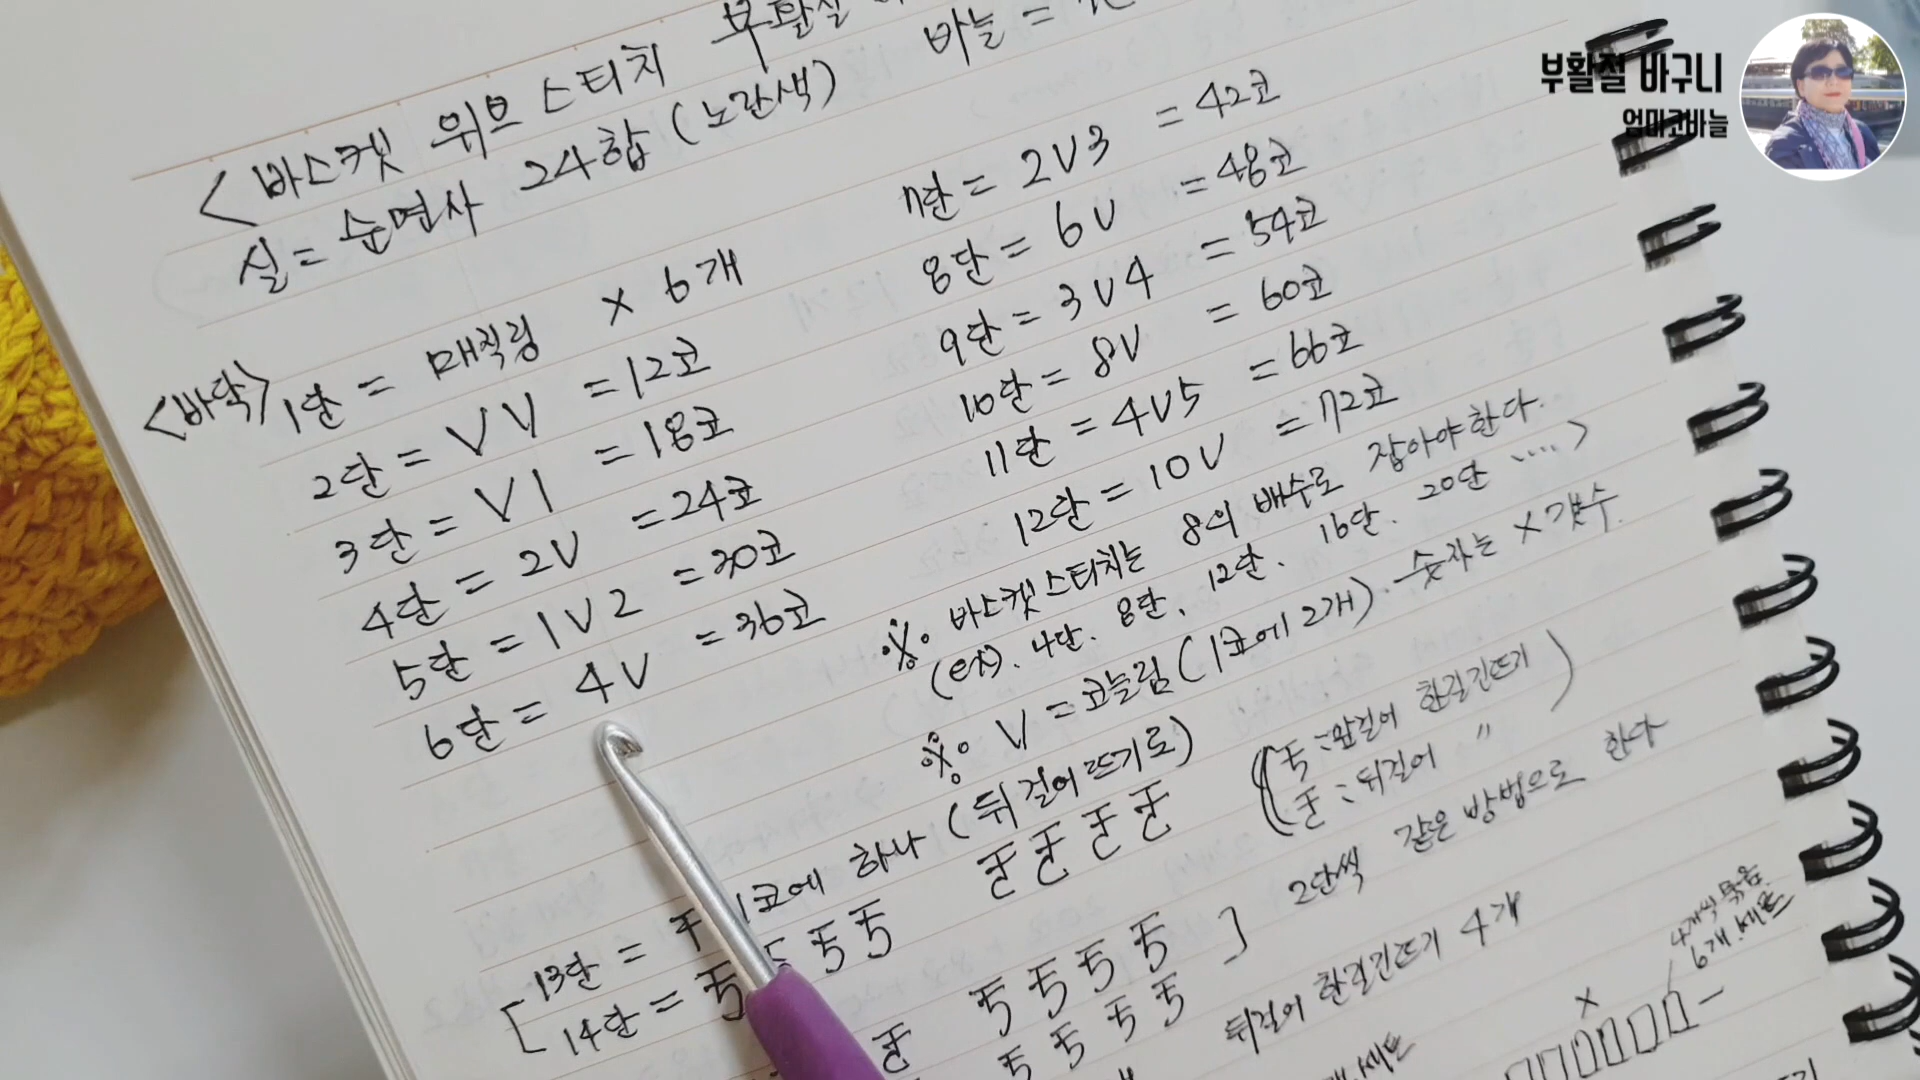 <바스켓 위브 스티치 부활절
실= 순면사 24합 (노란색) 바늘 =
<바닥> 1단 = 매직링 × 6개
2단 = V V = 12코
3단 = V 1 = 18코
4단 = 2V = 24코
5단 = 1V2 = 30코
6단 = 4V = 36코
7단 = 2V3 = 42코
8단 = 6V = 48코
9단 = 3V4 = 54코
10단 = 8V = 60코
11단 = 4V5 = 66코
12단 = 10V = 72코
※ 바스켓스티치는 8의 배수로 잡아야한다.
(ex). 4단. 8단. 12단. 16단. 20단 ....>
※ V = 코늘림 (1코에 2개). 숫자는 × 갯수.
13단 = 1코에 하나 (뒤걸어뜨기로)
: 앞걸어 한길긴뜨기
: 뒤걸어 〃
14단 =
] 2단씩 같은 방법으로 한다
뒤걸어 한길긴뜨기 4개
4개씩 묶음.
6개.세트
부활절 바구니
엄마코바늘